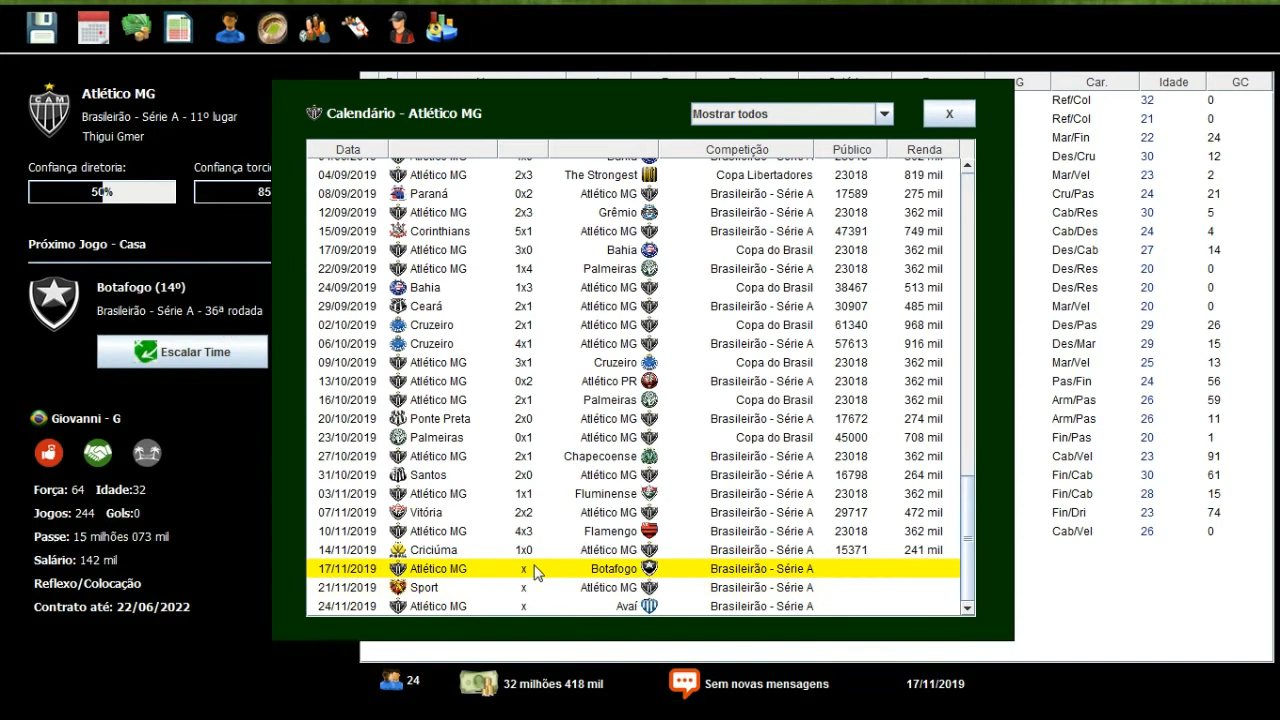 Atlético MG
Brasileirão - Série A - 11º lugar
Thigui Gmer
Confiança diretoria:
Confiança torcid
50%
85
Próximo Jogo - Casa
Botafogo (14º)
Brasileirão - Série A - 36ª rodada
Escalar Time
Giovanni - G
Força: 64 Idade:32
Jogos: 244 Gols:0
Passe: 15 milhões 073 mil
Salário: 142 mil
Reflexo/Colocação
Contrato até: 22/06/2022
Calendário - Atlético MG
Mostrar todos
X
Data Competição Público Renda
04/09/2019 Atlético MG 2x3 The Strongest Copa Libertadores 23018 819 mil
08/09/2019 Paraná 0x2 Atlético MG Brasileirão - Série A 17589 275 mil
12/09/2019 Atlético MG 2x3 Grêmio Brasileirão - Série A 23018 362 mil
15/09/2019 Corinthians 5x1 Atlético MG Brasileirão - Série A 47391 749 mil
17/09/2019 Atlético MG 3x0 Bahia Copa do Brasil 23018 362 mil
22/09/2019 Atlético MG 1x4 Palmeiras Brasileirão - Série A 23018 362 mil
24/09/2019 Bahia 1x3 Atlético MG Copa do Brasil 38467 513 mil
29/09/2019 Ceará 2x1 Atlético MG Brasileirão - Série A 30907 485 mil
02/10/2019 Cruzeiro 2x1 Atlético MG Copa do Brasil 61340 968 mil
06/10/2019 Cruzeiro 4x1 Atlético MG Brasileirão - Série A 57613 916 mil
09/10/2019 Atlético MG 3x1 Cruzeiro Copa do Brasil 23018 362 mil
13/10/2019 Atlético MG 0x2 Atlético PR Brasileirão - Série A 23018 362 mil
16/10/2019 Atlético MG 2x1 Palmeiras Copa do Brasil 23018 362 mil
20/10/2019 Ponte Preta 2x0 Atlético MG Brasileirão - Série A 17672 274 mil
23/10/2019 Palmeiras 0x1 Atlético MG Copa do Brasil 45000 708 mil
27/10/2019 Atlético MG 2x1 Chapecoense Brasileirão - Série A 23018 362 mil
31/10/2019 Santos 2x0 Atlético MG Brasileirão - Série A 16798 264 mil
03/11/2019 Atlético MG 1x1 Fluminense Brasileirão - Série A 23018 362 mil
07/11/2019 Vitória 2x2 Atlético MG Brasileirão - Série A 29717 472 mil
10/11/2019 Atlético MG 4x3 Flamengo Brasileirão - Série A 23018 362 mil
14/11/2019 Criciúma 1x0 Atlético MG Brasileirão - Série A 15371 241 mil
17/11/2019 Atlético MG x Botafogo Brasileirão - Série A
21/11/2019 Sport x Atlético MG Brasileirão - Série A
24/11/2019 Atlético MG x Avaí Brasileirão - Série A
G Car. Idade GC
Ref/Col 32 0
Ref/Col 21 0
Mar/Fin 22 24
Des/Cru 30 12
Mar/Vel 23 2
Cru/Pas 24 21
Cab/Res 30 5
Cab/Des 24 4
Des/Cab 27 14
Des/Res 20 0
Mar/Vel 20 0
Des/Pas 29 26
Des/Mar 29 15
Mar/Vel 25 13
Pas/Fin 24 56
Arm/Pas 26 59
Arm/Pas 26 11
Fin/Pas 20 1
Cab/Vel 23 91
Fin/Cab 30 61
Fin/Cab 28 15
Fin/Dri 23 74
Cab/Vel 26 0
24
32 milhões 418 mil
Sem novas mensagens
17/11/2019